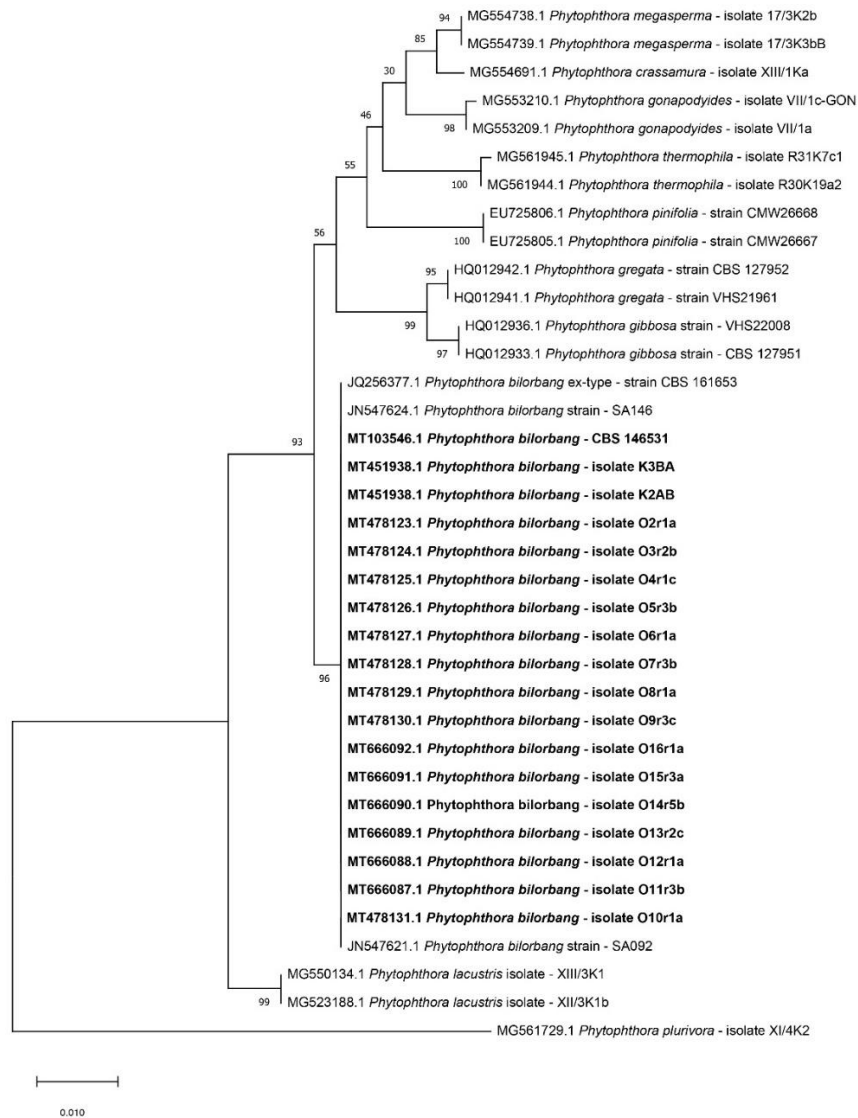 94
MG554738.1 Phytophthora megasperma - isolate 17/3K2b
85
MG554739.1 Phytophthora megasperma - isolate 17/3K3bB
30
MG554691.1 Phytophthora crassamura - isolate XIII/1Ka
MG553210.1 Phytophthora gonapodyides - isolate VII/1c-GON
46
98
MG553209.1 Phytophthora gonapodyides - isolate VII/1a
MG561945.1 Phytophthora thermophila - isolate R31K7c1
55
100
MG561944.1 Phytophthora thermophila - isolate R30K19a2
EU725806.1 Phytophthora pinifolia - strain CMW26668
56
100
EU725805.1 Phytophthora pinifolia - strain CMW26667
95
HQ012942.1 Phytophthora gregata - strain CBS 127952
HQ012941.1 Phytophthora gregata - strain VHS21961
99
HQ012936.1 Phytophthora gibbosa strain - VHS22008
97
HQ012933.1 Phytophthora gibbosa strain - CBS 127951
JQ256377.1 Phytophthora bilorbang ex-type - strain CBS 161653
JN547624.1 Phytophthora bilorbang strain - SA146
93
MT103546.1 Phytophthora bilorbang - CBS 146531
MT451938.1 Phytophthora bilorbang - isolate K3BA
MT451938.1 Phytophthora bilorbang - isolate K2AB
MT478123.1 Phytophthora bilorbang - isolate O2r1a
MT478124.1 Phytophthora bilorbang - isolate O3r2b
MT478125.1 Phytophthora bilorbang - isolate O4r1c
MT478126.1 Phytophthora bilorbang - isolate O5r3b
MT478127.1 Phytophthora bilorbang - isolate O6r1a
MT478128.1 Phytophthora bilorbang - isolate O7r3b
96
MT478129.1 Phytophthora bilorbang - isolate O8r1a
MT478130.1 Phytophthora bilorbang - isolate O9r3c
MT666092.1 Phytophthora bilorbang - isolate O16r1a
MT666091.1 Phytophthora bilorbang - isolate O15r3a
MT666090.1 Phytophthora bilorbang - isolate O14r5b
MT666089.1 Phytophthora bilorbang - isolate O13r2c
MT666088.1 Phytophthora bilorbang - isolate O12r1a
MT666087.1 Phytophthora bilorbang - isolate O11r3b
MT478131.1 Phytophthora bilorbang - isolate O10r1a
JN547621.1 Phytophthora bilorbang strain - SA092
MG550134.1 Phytophthora lacustris isolate - XIII/3K1
99
MG523188.1 Phytophthora lacustris isolate - XII/3K1b
MG561729.1 Phytophthora plurivora - isolate XI/4K2
0.010